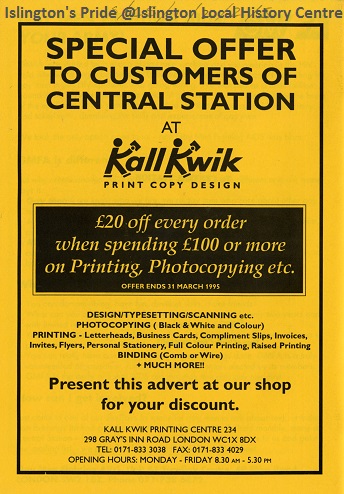 Islington's Pride @Islington Local History Centre
SPECIAL OFFER
TO CUSTOMERS OF
CENTRAL STATION
AT
Kall Kwik
PRINT COPY DESIGN
£20 off every order
when spending £100 or more
on Printing, Photocopying etc.
OFFER ENDS 31 MARCH 1995
DESIGN/TYPESETTING/SCANNING etc.
PHOTOCOPYING ( Black & White and Colour)
PRINTING - Letterheads, Business Cards, Compliment Slips, Invoices,
Invites, Flyers, Personal Stationery, Full Colour Printing, Raised Printing
BINDING (Comb or Wire)
+ MUCH MORE!!
Present this advert at our shop
for your discount.
KALL KWIK PRINTING CENTRE 234
298 GRAY'S INN ROAD LONDON WC1X 8DX
TEL: 0171-833 3038 FAX: 0171-833 4029
OPENING HOURS: MONDAY - FRIDAY 8.30 AM - 5.30 PM